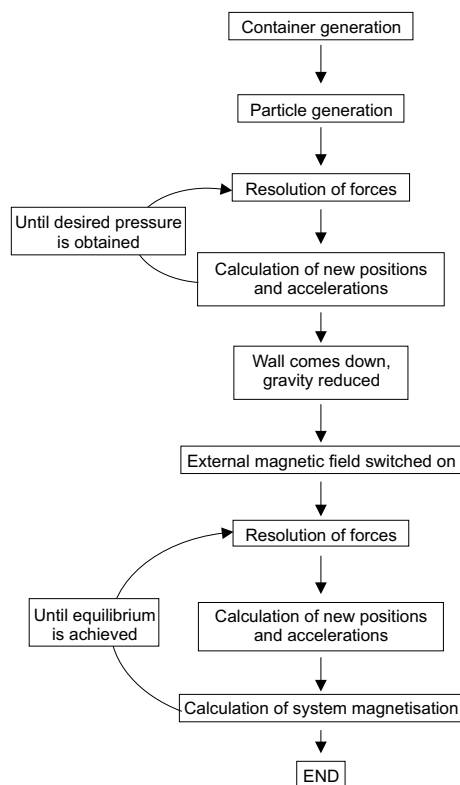 Container generation
Particle generation
Resolution of forces
Until desired pressure
is obtained
Calculation of new positions
and accelerations
Wall comes down,
gravity reduced
External magnetic field switched on
Resolution of forces
Until equilibrium
is achieved
Calculation of new positions
and accelerations
Calculation of system magnetisation
END